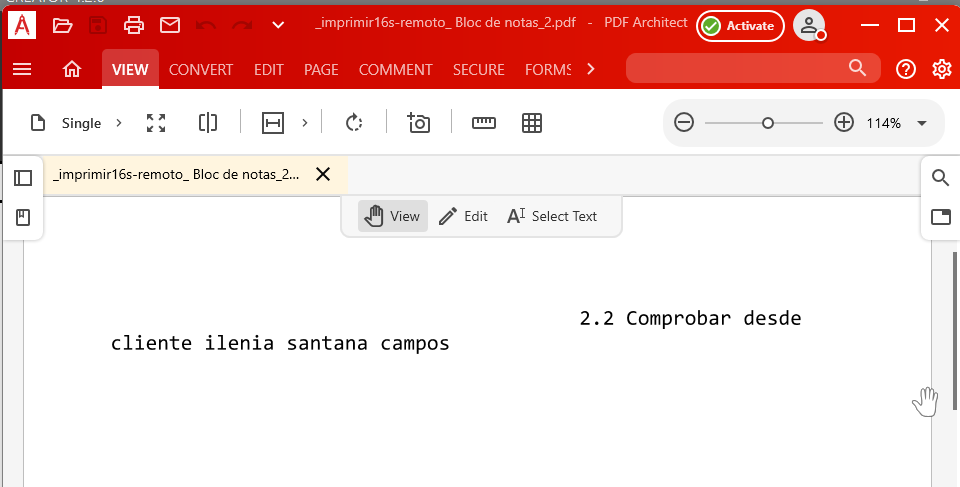 _imprimir16s-remoto_ Bloc de notas_2.pdf - PDF Architect
Activate
VIEW CONVERT EDIT PAGE COMMENT SECURE FORMS
Single
114%
_imprimir16s-remoto_ Bloc de notas_2...
View Edit Select Text
2.2 Comprobar desde
cliente ilenia santana campos